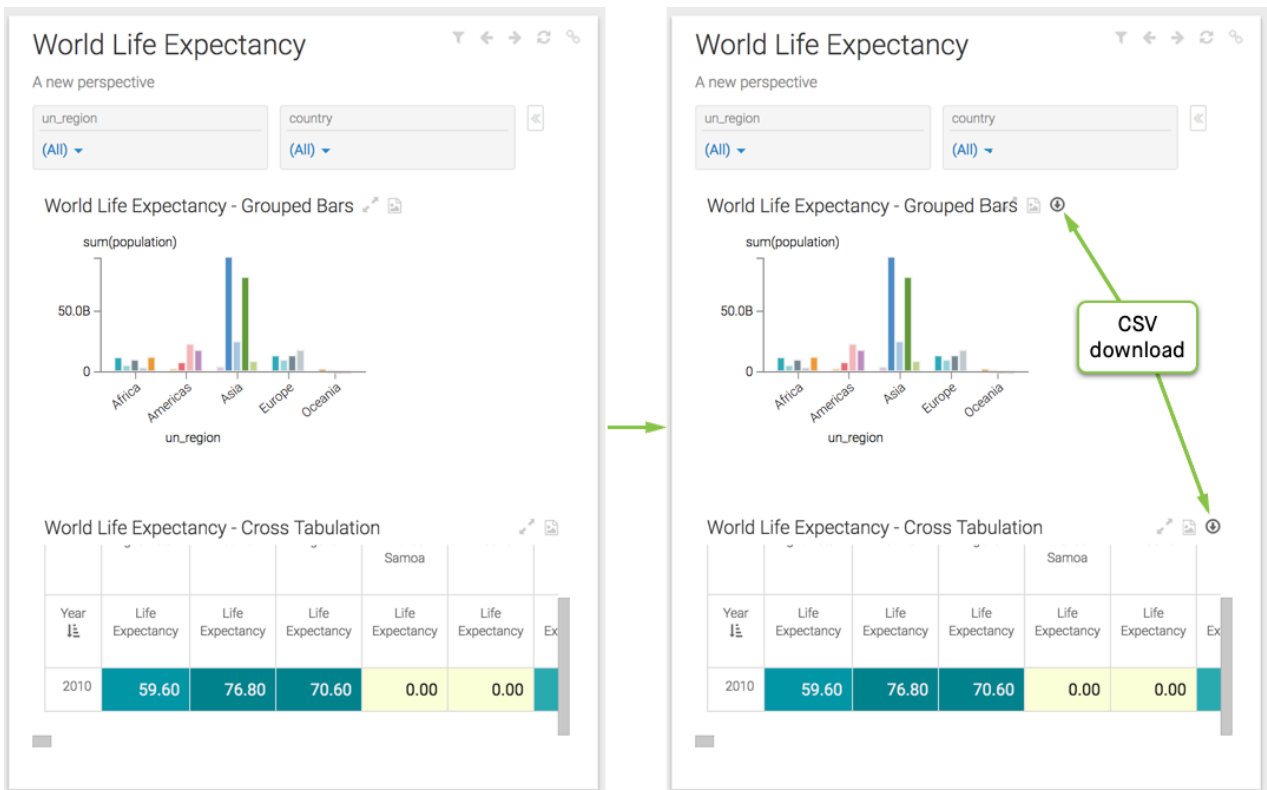 World Life Expectancy
A new perspective
un_region
country
(All)
(All)
World Life Expectancy - Grouped Bars
sum(population)
50.0B
0
Africa
Americas
Asia
Europe
Oceania
un_region
World Life Expectancy - Cross Tabulation
Samoa
Year
Life Expectancy
Life Expectancy
Life Expectancy
Life Expectancy
Life Expectancy
Ex
2010
59.60
76.80
70.60
0.00
0.00
World Life Expectancy
A new perspective
un_region
country
(All)
(All)
World Life Expectancy - Grouped Bars
sum(population)
50.0B
0
Africa
Americas
Asia
Europe
Oceania
un_region
CSV
download
World Life Expectancy - Cross Tabulation
Samoa
Year
Life Expectancy
Life Expectancy
Life Expectancy
Life Expectancy
Life Expectancy
Ex
2010
59.60
76.80
70.60
0.00
0.00